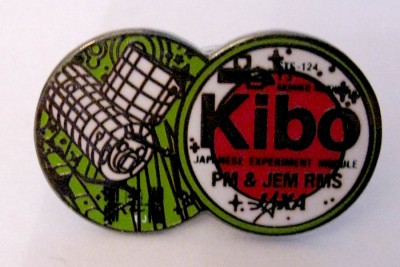 STS-124
Kibo
JAPANESE EXPERIMENT MODULE
PM & JEM RMS
JAXA